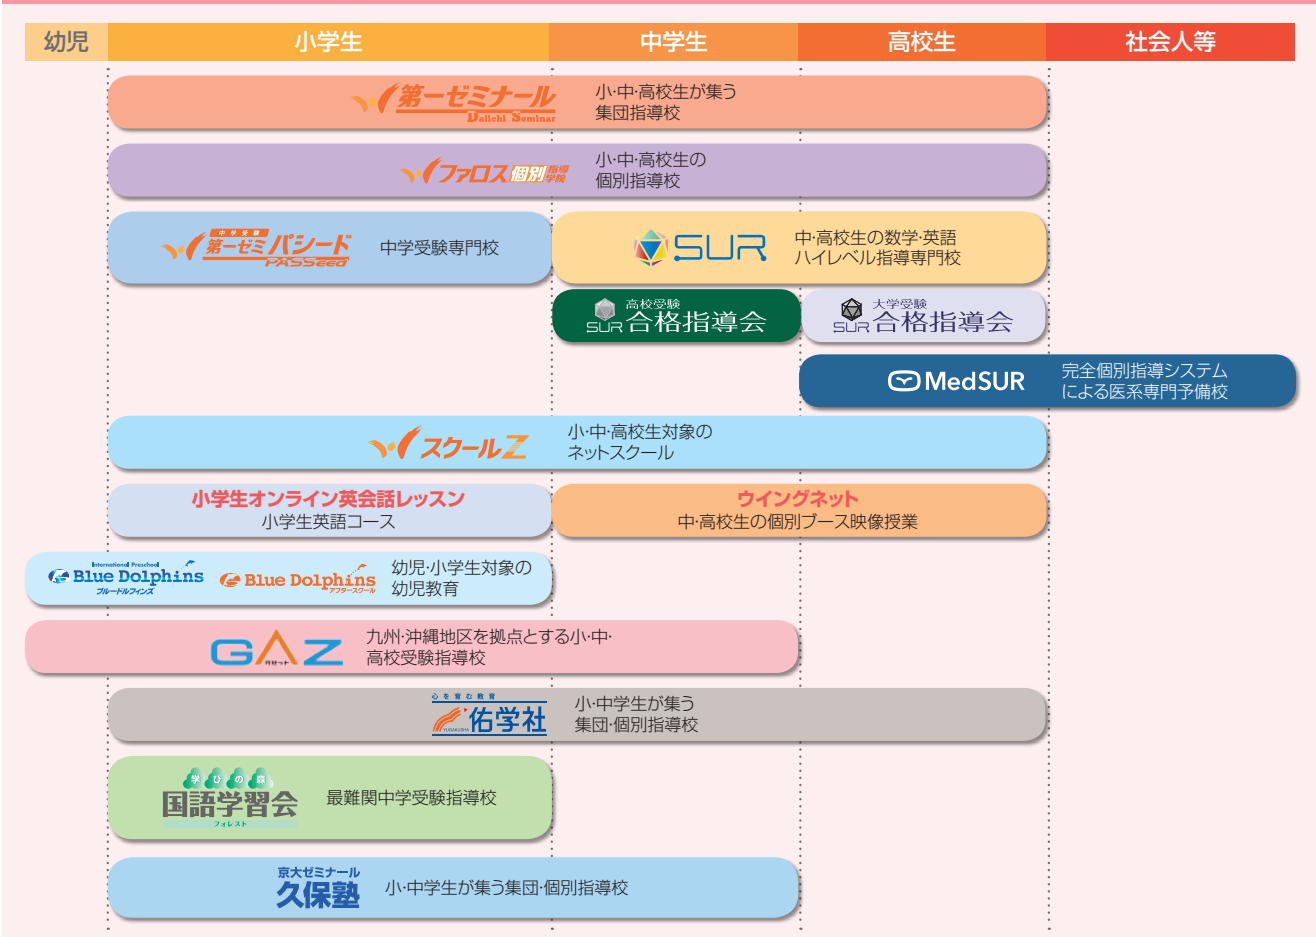 幼児
小学生
中学生
高校生
社会人等
第一ゼミナール
Daiichi Seminar
小・中・高校生が集う
集団指導校
ファロス個別指導学院
小・中・高校生の
個別指導校
中学受験
第一ゼミパシード
PASSeed
中学受験専門校
SUR
中・高校生の数学・英語
ハイレベル指導専門校
高校受験
SUR合格指導会
大学受験
SUR合格指導会
MedSUR
完全個別指導システム
による医系専門予備校
スクールZ
小・中・高校生対象の
ネットスクール
小学生オンライン英会話レッスン
小学生英語コース
ウイングネット
中・高校生の個別ブース映像授業
International Preschool
Blue Dolphins
ブルードルフィンズ
Blue Dolphins
アフタースクール
幼児・小学生対象の
幼児教育
GAZ
ガゼット
九州・沖縄地区を拠点とする小・中・
高校受験指導校
心を育む教育
佑学社
YUGAKUSHA
小・中学生が集う
集団・個別指導校
学びの森
国語学習会
フォレスト
最難関中学受験指導校
京大ゼミナール
久保塾
小・中学生が集う集団・個別指導校